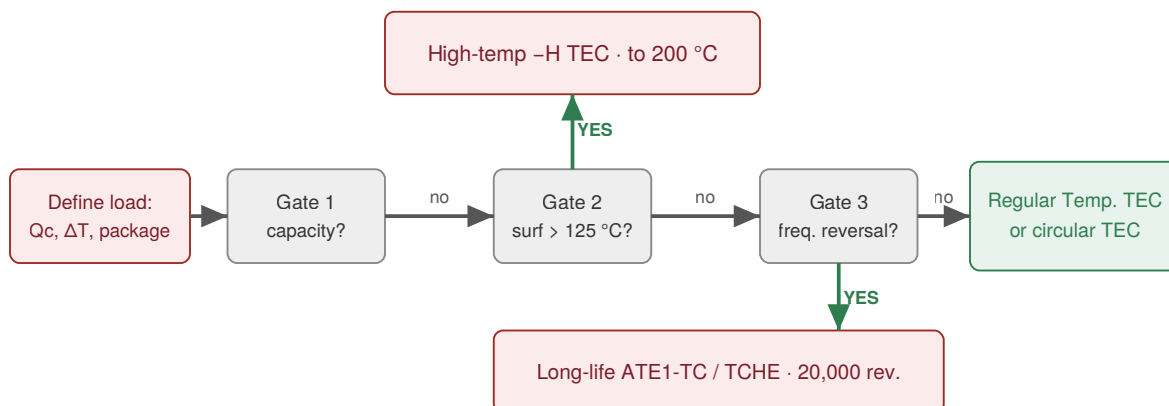 High-temp −H TEC · to 200 °C
YES
Define load:
Qc, ΔT, package
Gate 1
capacity?
no
Gate 2
surf > 125 °C?
no
Gate 3
freq. reversal?
no
Regular Temp. TEC
or circular TEC
YES
Long-life ATE1-TC / TCHE · 20,000 rev.